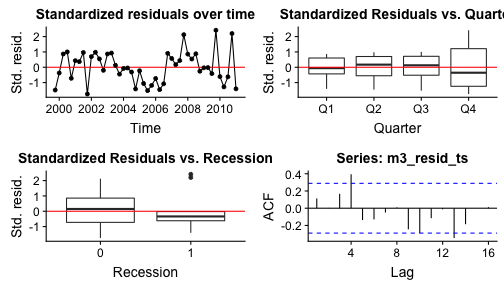 Standardized residuals over time
Std. resid.
2
1
0
-1
2000 2002 2004 2006 2008 2010
Time
Standardized Residuals vs. Quarte
Std. resid.
2
1
0
-1
Q1 Q2 Q3 Q4
Quarter
Standardized Residuals vs. Recession
Std. resid.
2
1
0
-1
0 1
Recession
Series: m3_resid_ts
ACF
0.4
0.2
0.0
-0.2
4 8 12 16
Lag